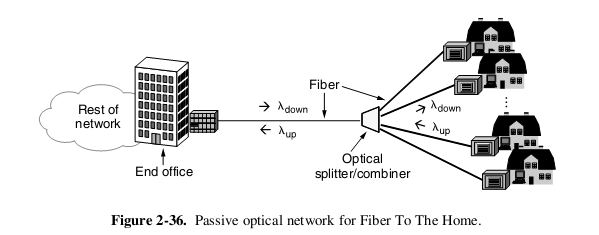 Rest of
network
End office
→ λdown
← λup
Fiber
Optical
splitter/combiner
λdown
λup
Figure 2-36. Passive optical network for Fiber To The Home.